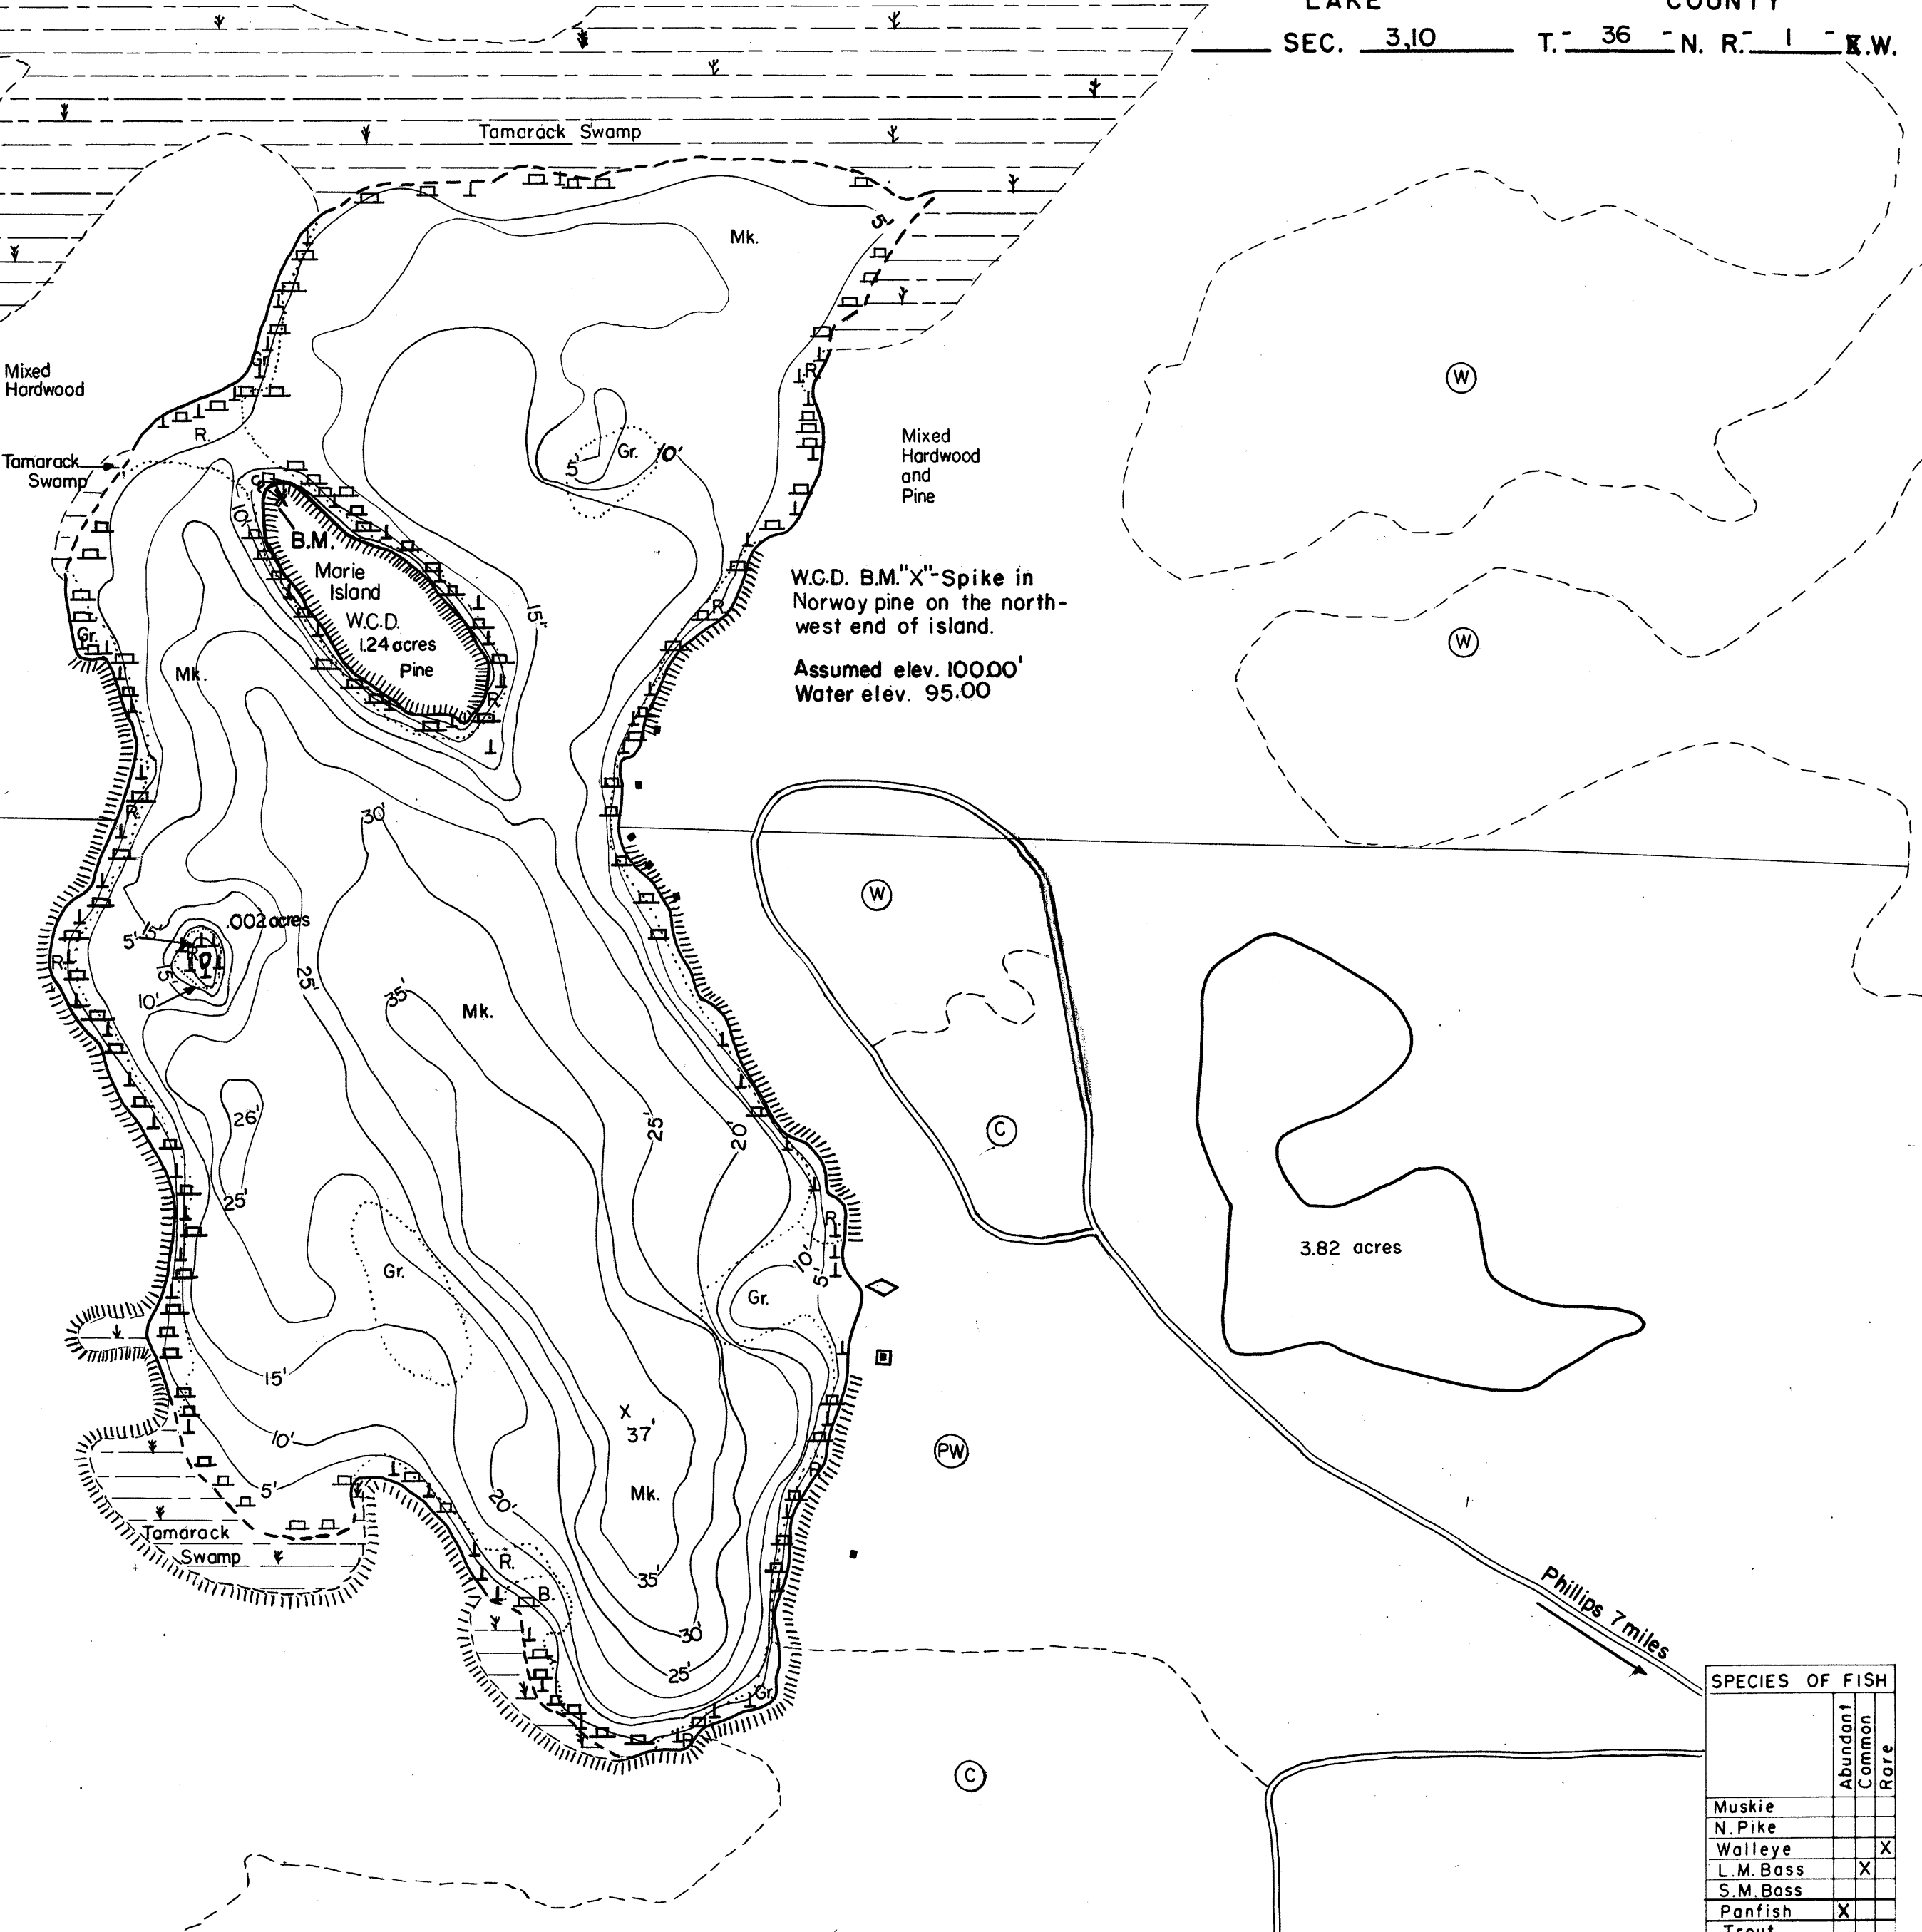 LAKE COUNTY
SEC. 3,10 T.- 36 -N. R.- 1 - E.W.
Tamarack Swamp
5'
Mk.
Mixed
Hardwood
Gr.
R.
R.
Mixed
Hardwood
and
Pine
Tamarack
Swamp
Gr.
10'
5'
10'
B.M.
Marie
Island
W.C.D.
1.24 acres
Pine
R
15'
R
W
W
W.C.D. B.M."X"-Spike in
Norway pine on the north-
west end of island.
Assumed elev. 100.00'
Water elev. 95.00
Gr.
Mk.
R
30'
W
.002 acres
5'
15'
R
15'
10'
R
25'
35'
Mk.
26'
25'
25'
20'
C
R
10'
5'
Gr.
Gr.
3.82 acres
15'
X
37'
10'
PW
Mk.
R
5'
20'
Tamarack
Swamp
R.
B.
35'
30'
25'
Gr.
R
Phillips 7 miles
C
SPECIES OF FISH
Abundant
Common
Rare
Muskie
N. Pike
Walleye X
L.M. Bass X
S.M. Bass
Panfish X
Trout